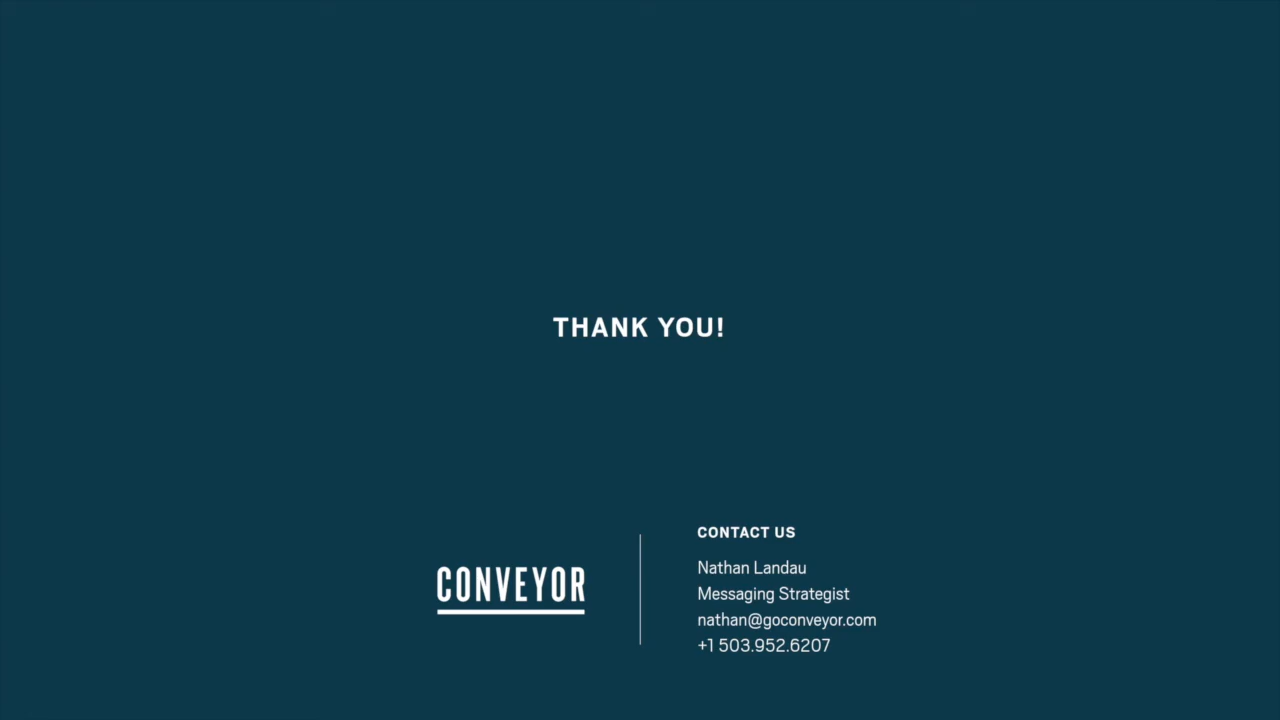 THANK YOU!
CONVEYOR
CONTACT US
Nathan Landau
Messaging Strategist
nathan@goconveyor.com
+1 503.952.6207